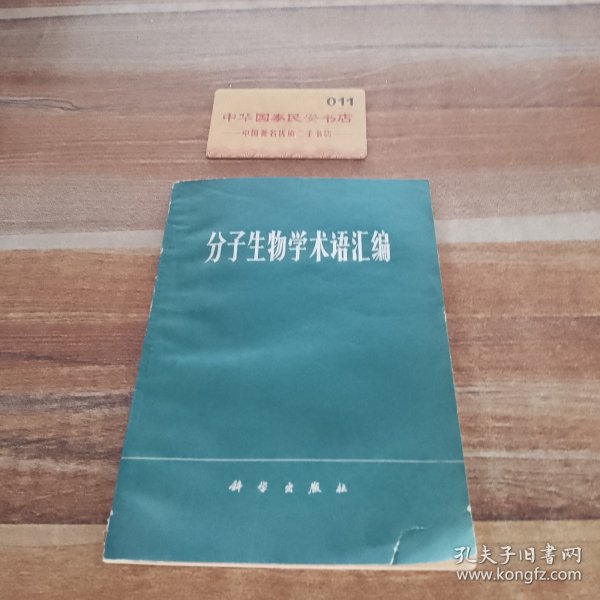 011
中华国泰民安书店
中国著名优质二手书店
分子生物学术语汇编
科学出版社
孔夫子旧书网
www.kongfz.com